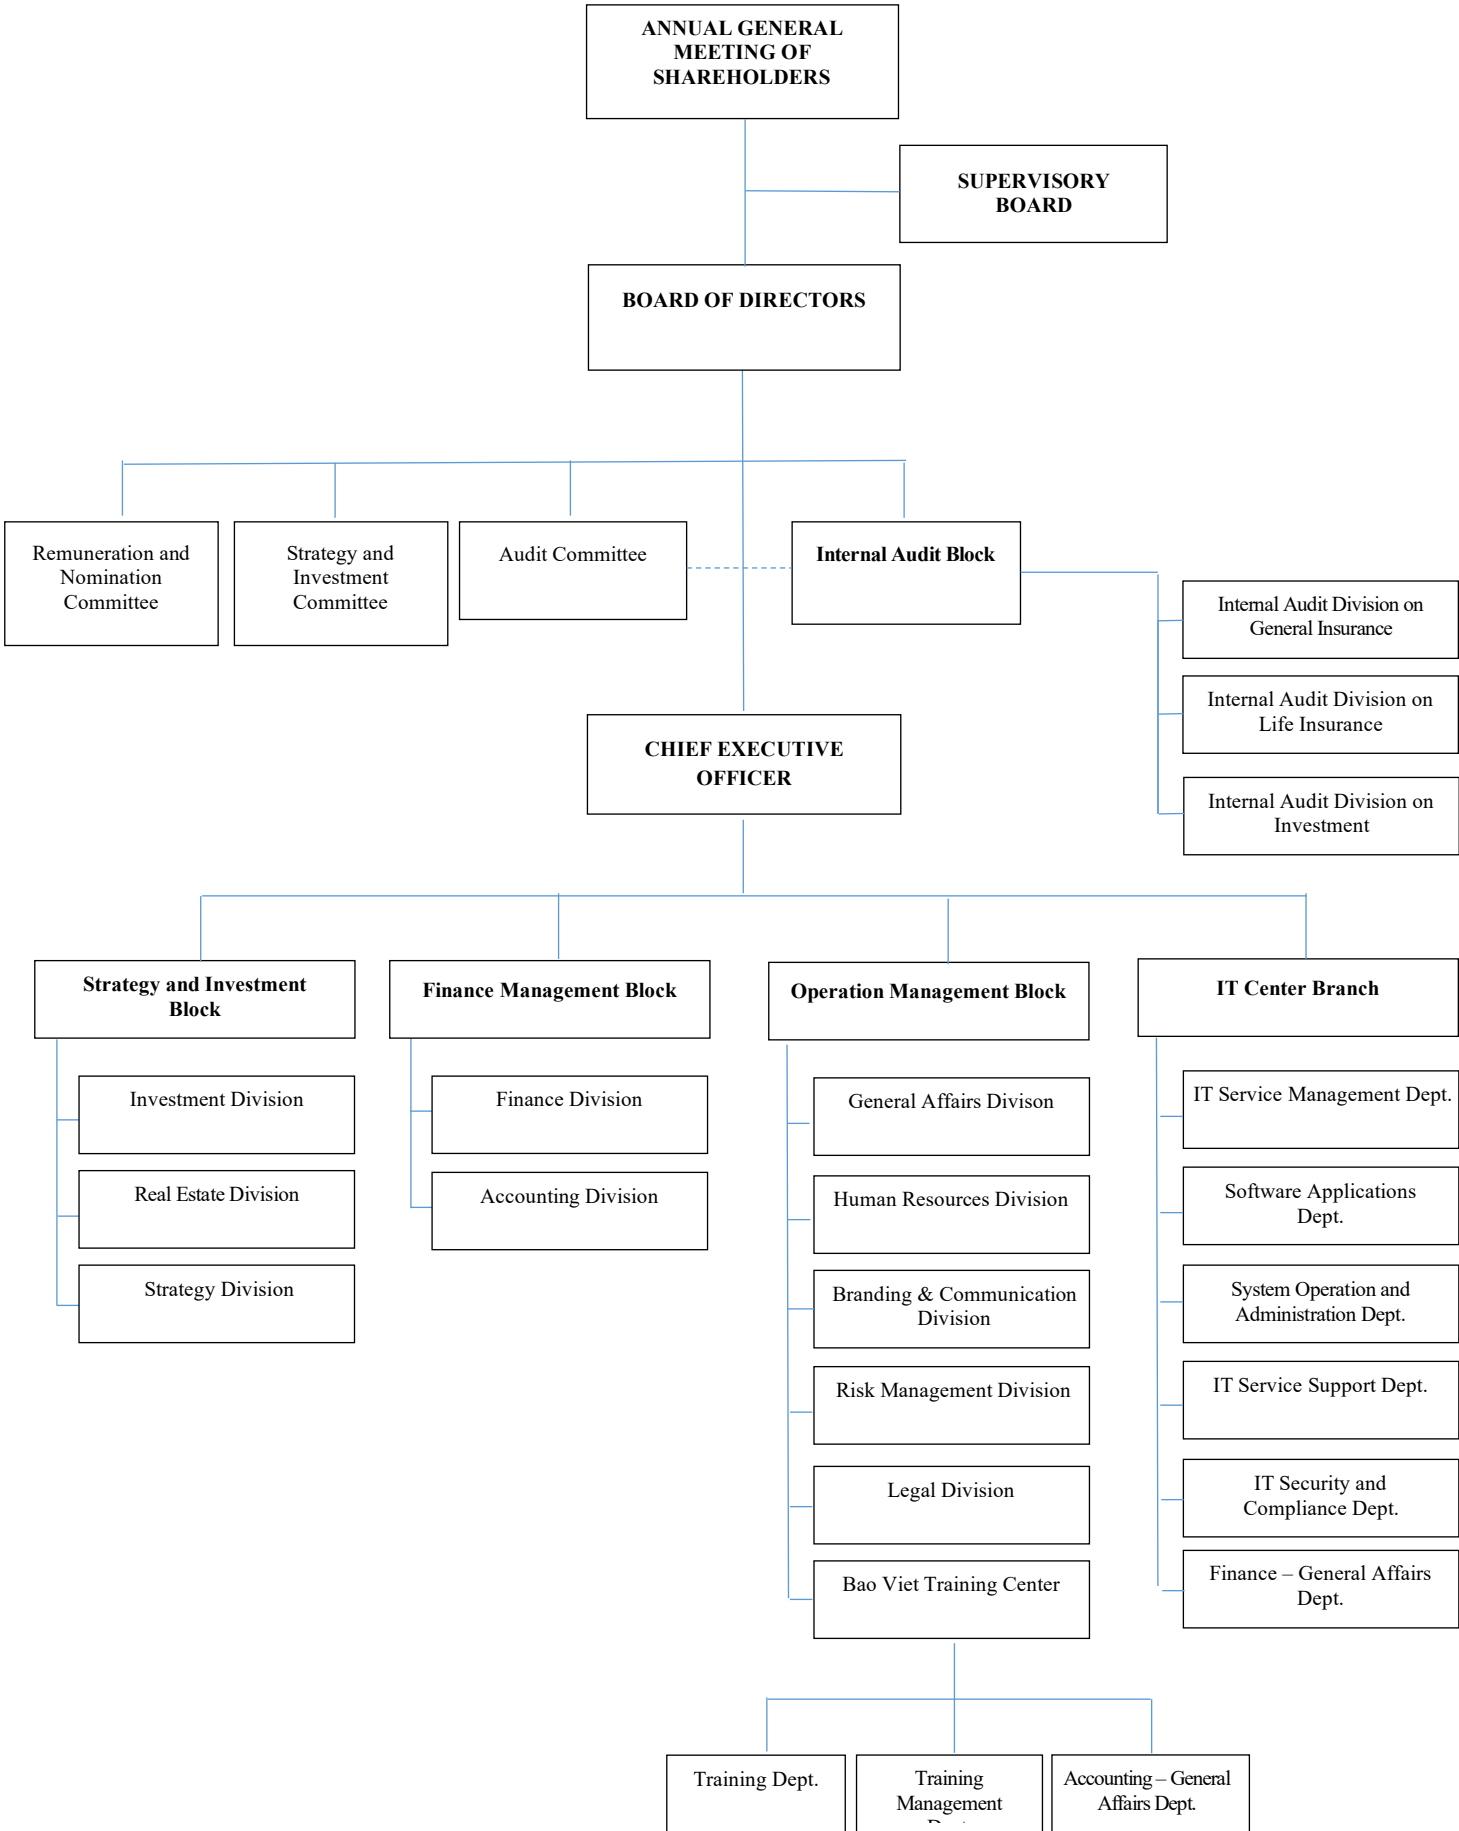 ANNUAL GENERAL
MEETING OF
SHAREHOLDERS
SUPERVISORY
BOARD
BOARD OF DIRECTORS
Remuneration and
Nomination
Committee
Strategy and
Investment
Committee
Audit Committee
Internal Audit Block
Internal Audit Division on
General Insurance
Internal Audit Division on
Life Insurance
Internal Audit Division on
Investment
CHIEF EXECUTIVE
OFFICER
Strategy and Investment
Block
Finance Management Block
Operation Management Block
IT Center Branch
Investment Division
Real Estate Division
Strategy Division
Finance Division
Accounting Division
General Affairs Divison
Human Resources Division
Branding & Communication
Division
Risk Management Division
Legal Division
Bao Viet Training Center
IT Service Management Dept.
Software Applications
Dept.
System Operation and
Administration Dept.
IT Service Support Dept.
IT Security and
Compliance Dept.
Finance – General Affairs
Dept.
Training Dept.
Training
Management
Accounting – General
Affairs Dept.